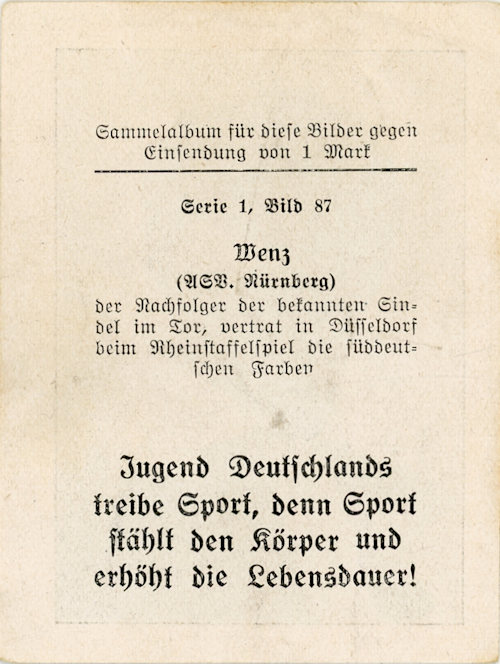 Sammelalbum für diese Bilder gegen
Einsendung von 1 Mark
Serie 1, Bild 87
Wenz
(ASV. Nürnberg)
der Nachfolger der bekannten Sin-
del im Tor, vertrat in Düsseldorf
beim Rheinstaffelspiel die süddeut-
schen Farben
Jugend Deutschlands
treibe Sport, denn Sport
stählt den Körper und
erhöht die Lebensdauer!